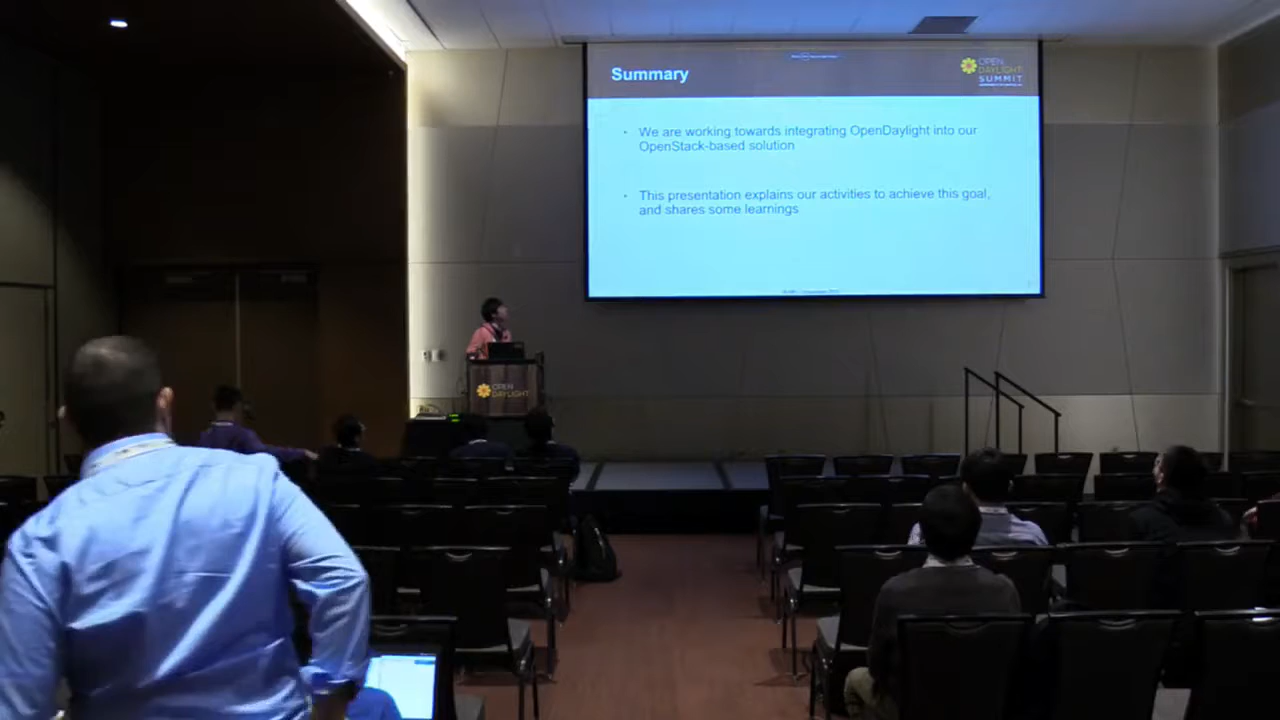 Summary
OPEN
DAYLIGHT
SUMMIT
• We are working towards integrating OpenDaylight into our
OpenStack-based solution
• This presentation explains our activities to achieve this goal,
and shares some learnings
OPEN
DAYLIGHT